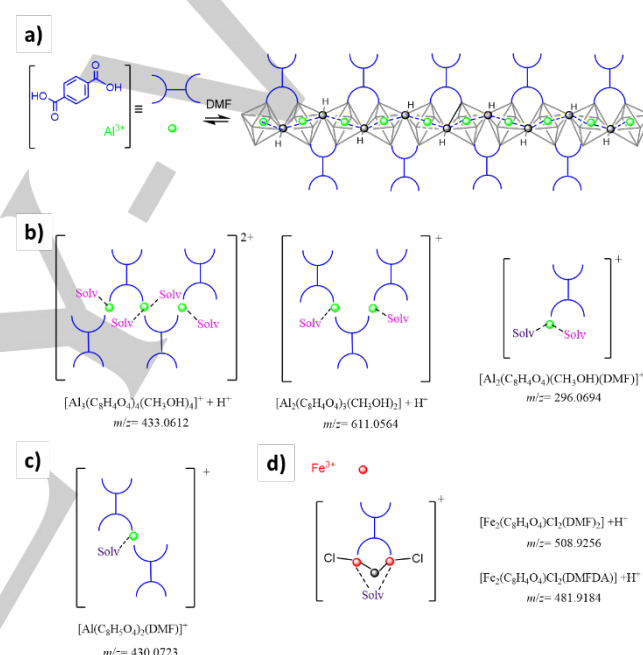 a)
O
OH
HO
O
Al³⁺
≡
DMF
H H H H
H H H H H
b)
2+
Solv Solv
Solv Solv
[Al₃(C₈H₄O₄)₄(CH₃OH)₄]⁺ + H⁺
m/z= 433.0612
+
Solv Solv
[Al₂(C₈H₄O₄)₃(CH₃OH)₂] + H⁺
m/z= 611.0564
+
Solv Solv
[Al₂(C₈H₄O₄)(CH₃OH)(DMF)]⁺
m/z= 296.0694
c)
+
Solv
[Al(C₈H₅O₄)₂(DMF)]⁺
m/z= 430.0723
d)
Fe³⁺
+
Cl Cl
Solv
[Fe₂(C₈H₄O₄)Cl₂(DMF)₂] +H⁺
m/z= 508.9256
[Fe₂(C₈H₄O₄)Cl₂(DMFDA)] +H⁺
m/z= 481.9184